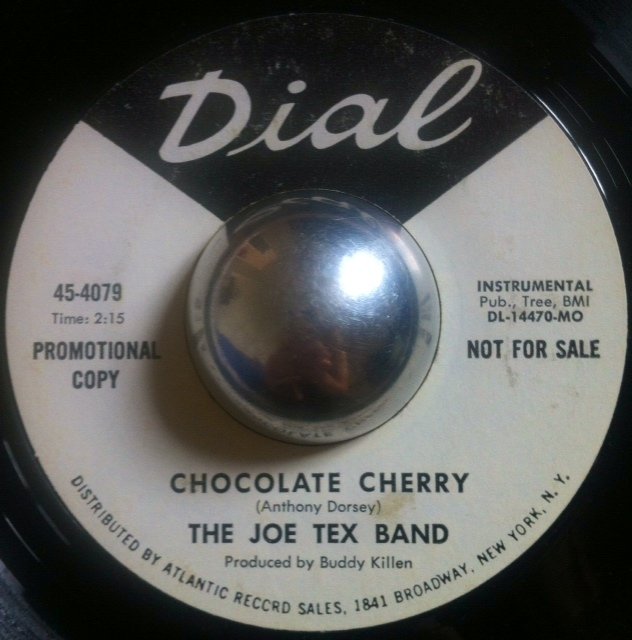 Dial
45-4079
Time: 2:15
PROMOTIONAL
COPY
INSTRUMENTAL
Pub., Tree, BMI
DL-14470-MO
NOT FOR SALE
CHOCOLATE CHERRY
(Anthony Dorsey)
THE JOE TEX BAND
Produced by Buddy Killen
DISTRIBUTED BY ATLANTIC RECORD SALES, 1841 BROADWAY, NEW YORK, N. Y.